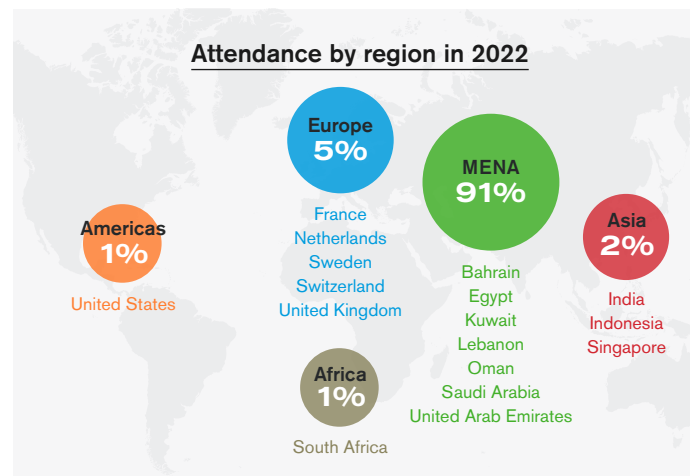 Attendance by region in 2022
Europe
5%
France
Netherlands
Sweden
Switzerland
United Kingdom
MENA
91%
Bahrain
Egypt
Kuwait
Lebanon
Oman
Saudi Arabia
United Arab Emirates
Americas
1%
United States
Asia
2%
India
Indonesia
Singapore
Africa
1%
South Africa